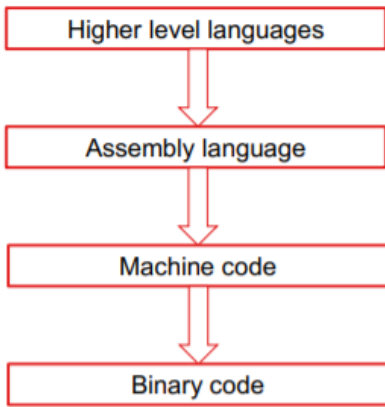 Higher level languages
Assembly language
Machine code
Binary code